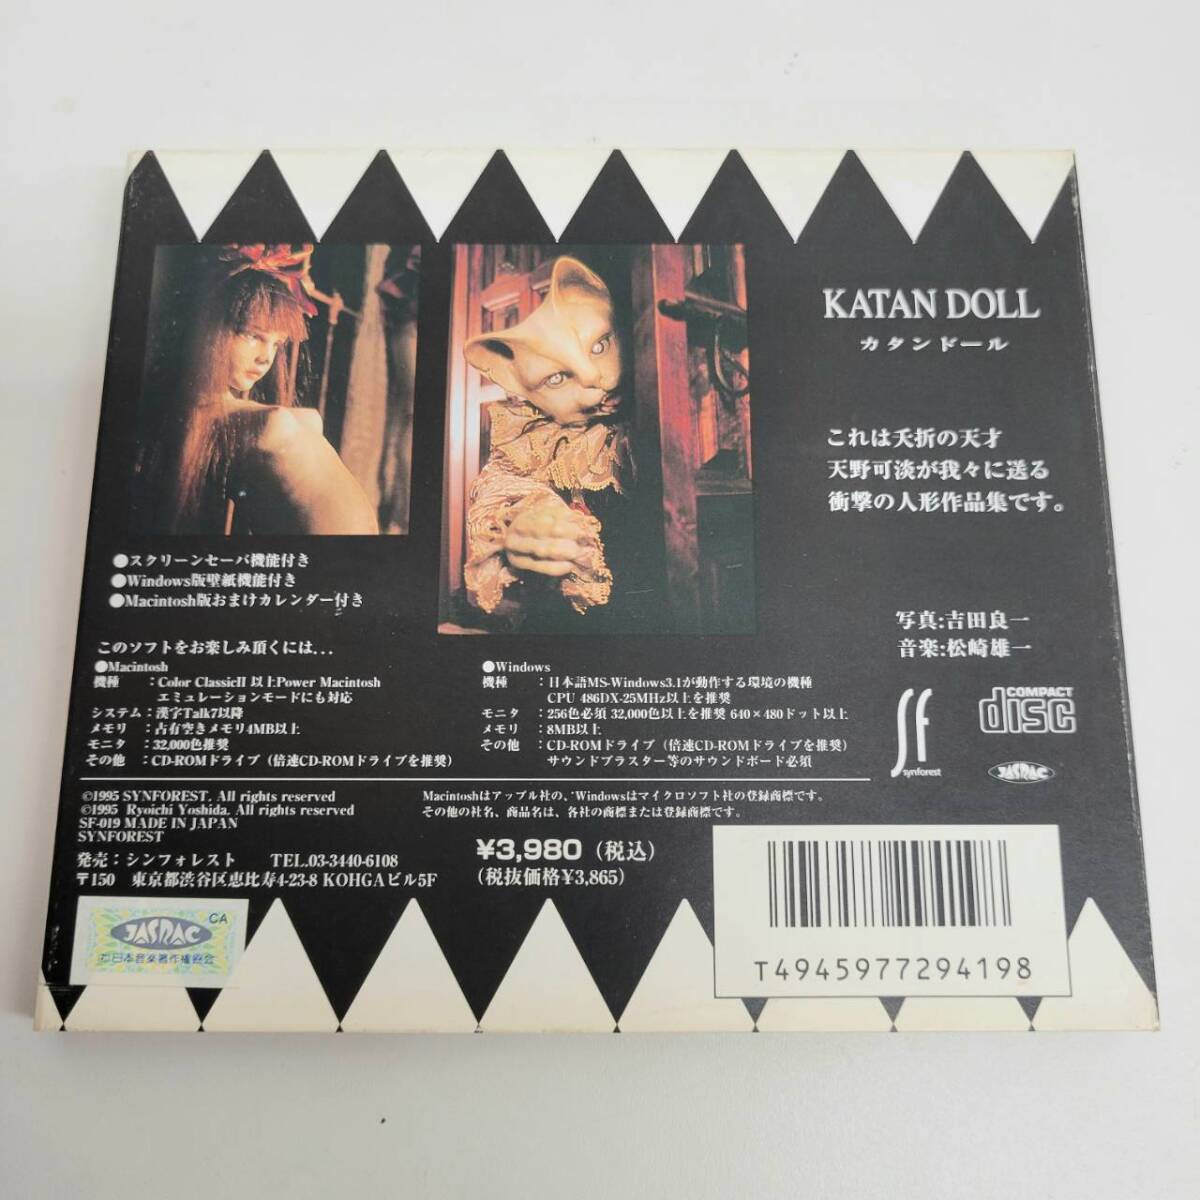 KATAN DOLL
カタンドール
これは夭折の天才
天野可淡が我々に送る
衝撃の人形作品集です。
●スクリーンセーバ機能付き
●Windows版壁紙機能付き
●Macintosh版おまけカレンダー付き
写真:吉田良一
音楽:松崎雄一
このソフトをお楽しみ頂くには...
●Macintosh
機種 :Color ClassicII 以上Power Macintosh
エミュレーションモードにも対応
システム:漢字Talk7以降
メモリ :占有空きメモリ4MB以上
モニタ :32,000色推奨
その他 :CD-ROMドライブ（倍速CD-ROMドライブを推奨）
●Windows
機種 :日本語MS-Windows3.1が動作する環境の機種
CPU 486DX-25MHz以上を推奨
モニタ :256色必須 32,000色以上を推奨 640×480ドット以上
メモリ :8MB以上
その他 :CD-ROMドライブ（倍速CD-ROMドライブを推奨）
サウンドブラスター等のサウンドボード必須
Sf
synforest
COMPACT
disc
JASRAC
©1995 SYNFOREST. All rights reserved
©1995 Ryoichi Yoshida. All rights reserved
SF-019 MADE IN JAPAN
SYNFOREST
Macintoshはアップル社の、Windowsはマイクロソフト社の登録商標です。
その他の社名、商品名は、各社の商標または登録商標です。
発売：シンフォレスト TEL.03-3440-6108
〒150 東京都渋谷区恵比寿4-23-8 KOHGAビル5F
¥3,980（税込）
（税抜価格¥3,865）
CA
JASRAC
日本音楽著作権協会
T4945977294198